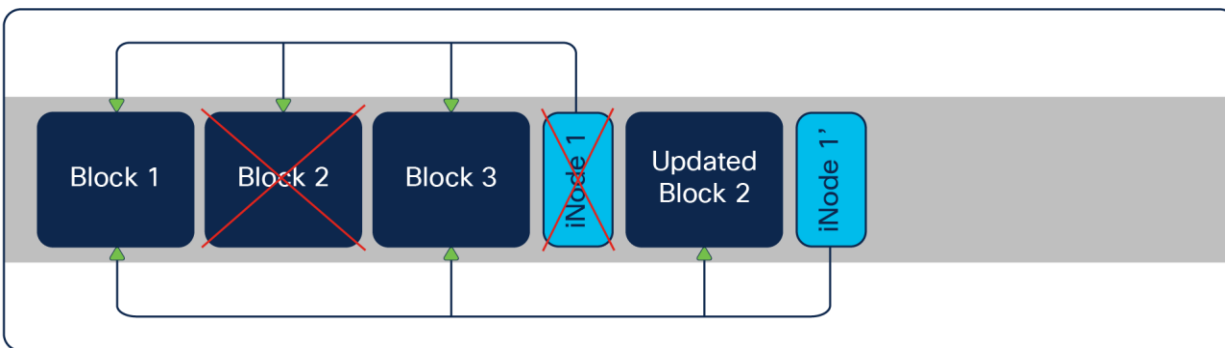 Block 1
Block 2
Block 3
iNode 1
Updated
Block 2
iNode 1’